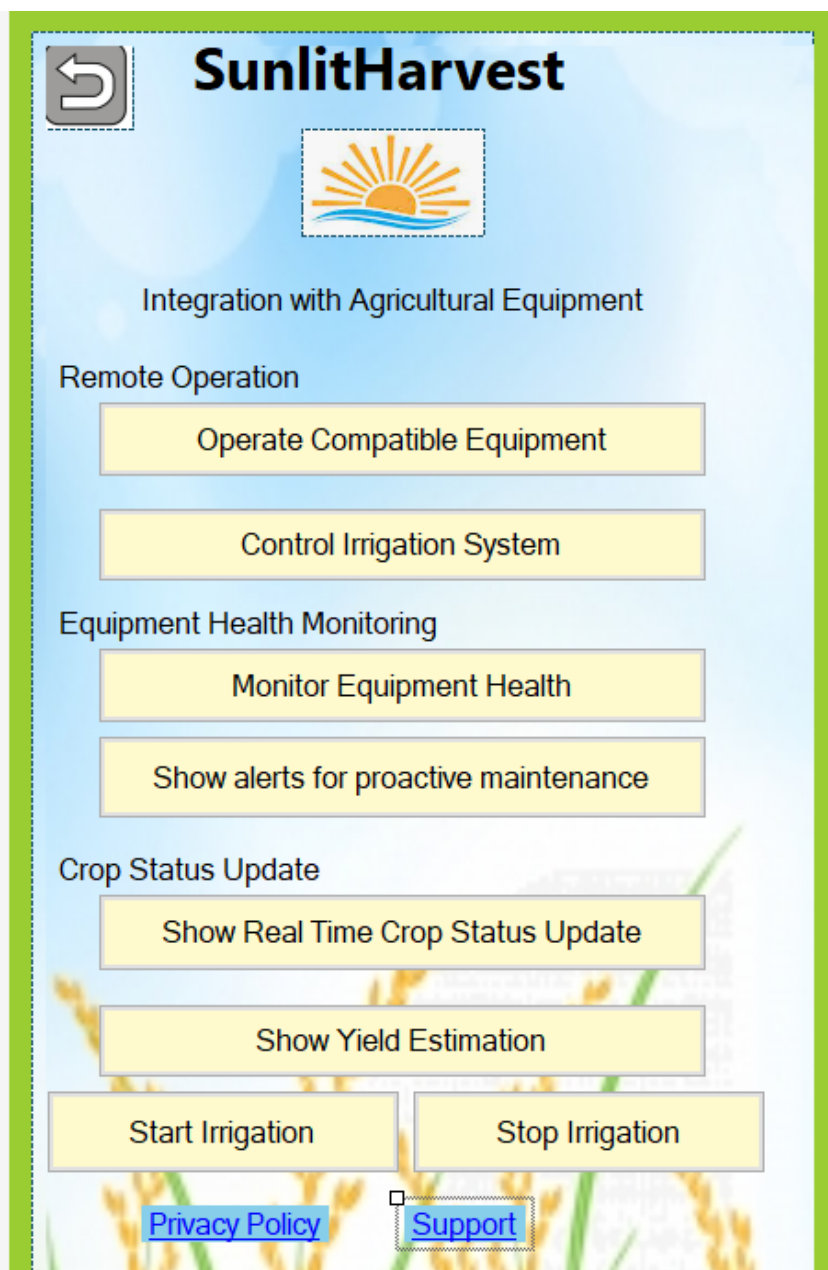 SunlitHarvest
Integration with Agricultural Equipment
Remote Operation
Operate Compatible Equipment
Control Irrigation System
Equipment Health Monitoring
Monitor Equipment Health
Show alerts for proactive maintenance
Crop Status Update
Show Real Time Crop Status Update
Show Yield Estimation
Start Irrigation
Stop Irrigation
Privacy Policy
Support